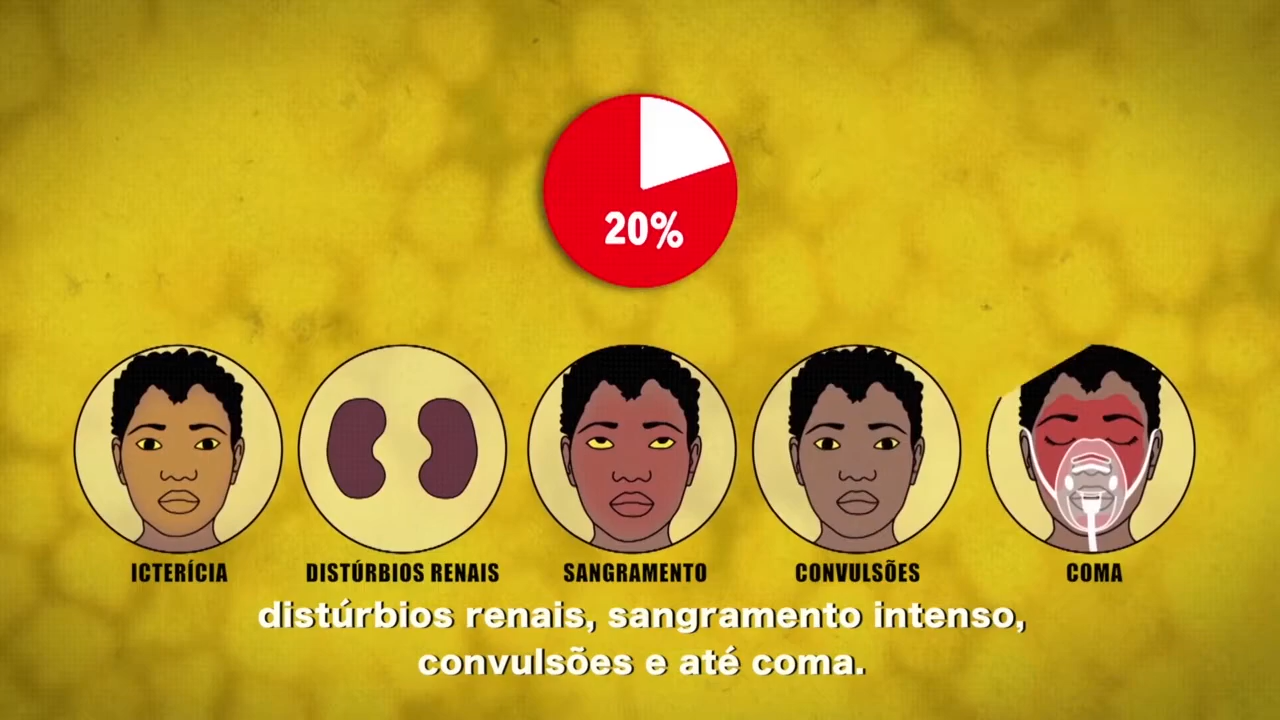 20%
ICTERÍCIA
DISTÚRBIOS RENAIS
SANGRAMENTO
CONVULSÕES
COMA
distúrbios renais, sangramento intenso,
convulsões e até coma.